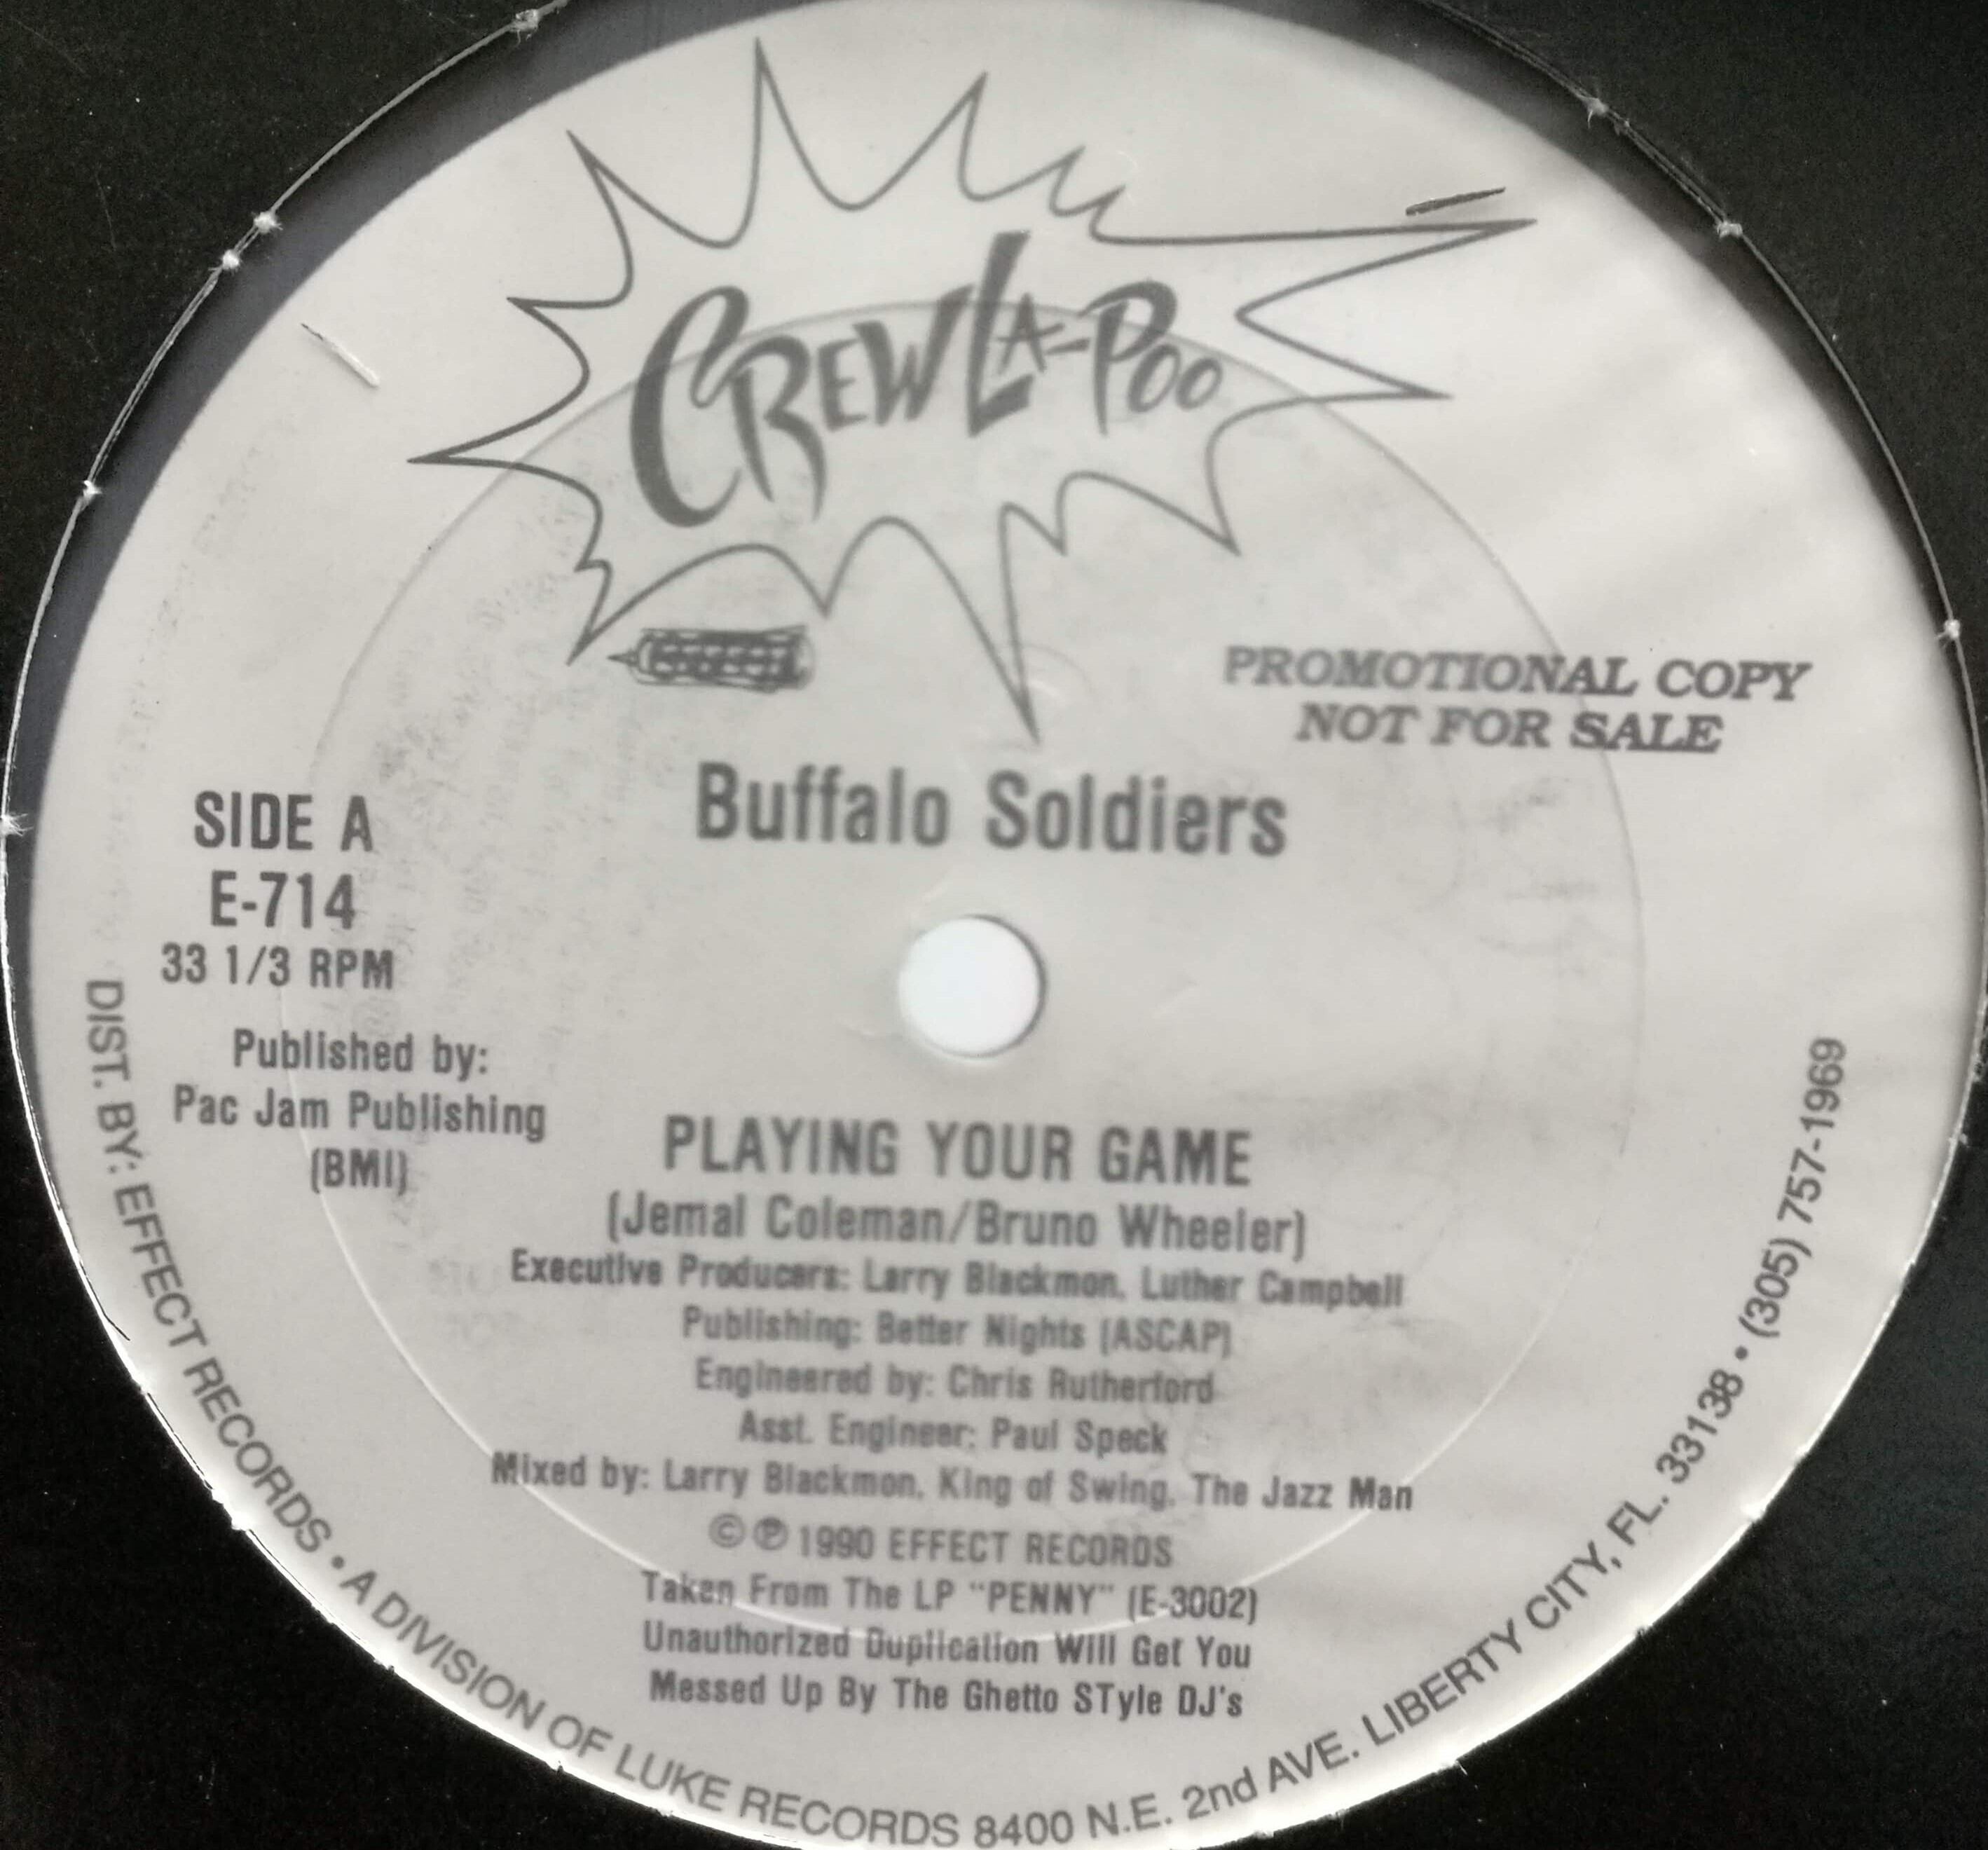 CREW LA-POO
PROMOTIONAL COPY
NOT FOR SALE
Buffalo Soldiers
SIDE A
E-714
33 1/3 RPM
Published by:
Pac Jam Publishing
(BMI)
PLAYING YOUR GAME
(Jemal Coleman/Bruno Wheeler)
Executive Producers: Larry Blackmon, Luther Campbell
Publishing: Better Nights (ASCAP)
Engineered by: Chris Rutherford
Asst. Engineer: Paul Speck
Mixed by: Larry Blackmon, King of Swing, The Jazz Man
©℗ 1990 EFFECT RECORDS
Taken From The LP "PENNY" (E-3002)
Unauthorized Duplication Will Get You
Messed Up By The Ghetto STyle DJ's
DIST. BY: EFFECT RECORDS • A DIVISION OF LUKE RECORDS 8400 N.E. 2nd AVE. LIBERTY CITY, FL. 33138 • (305) 757-1969